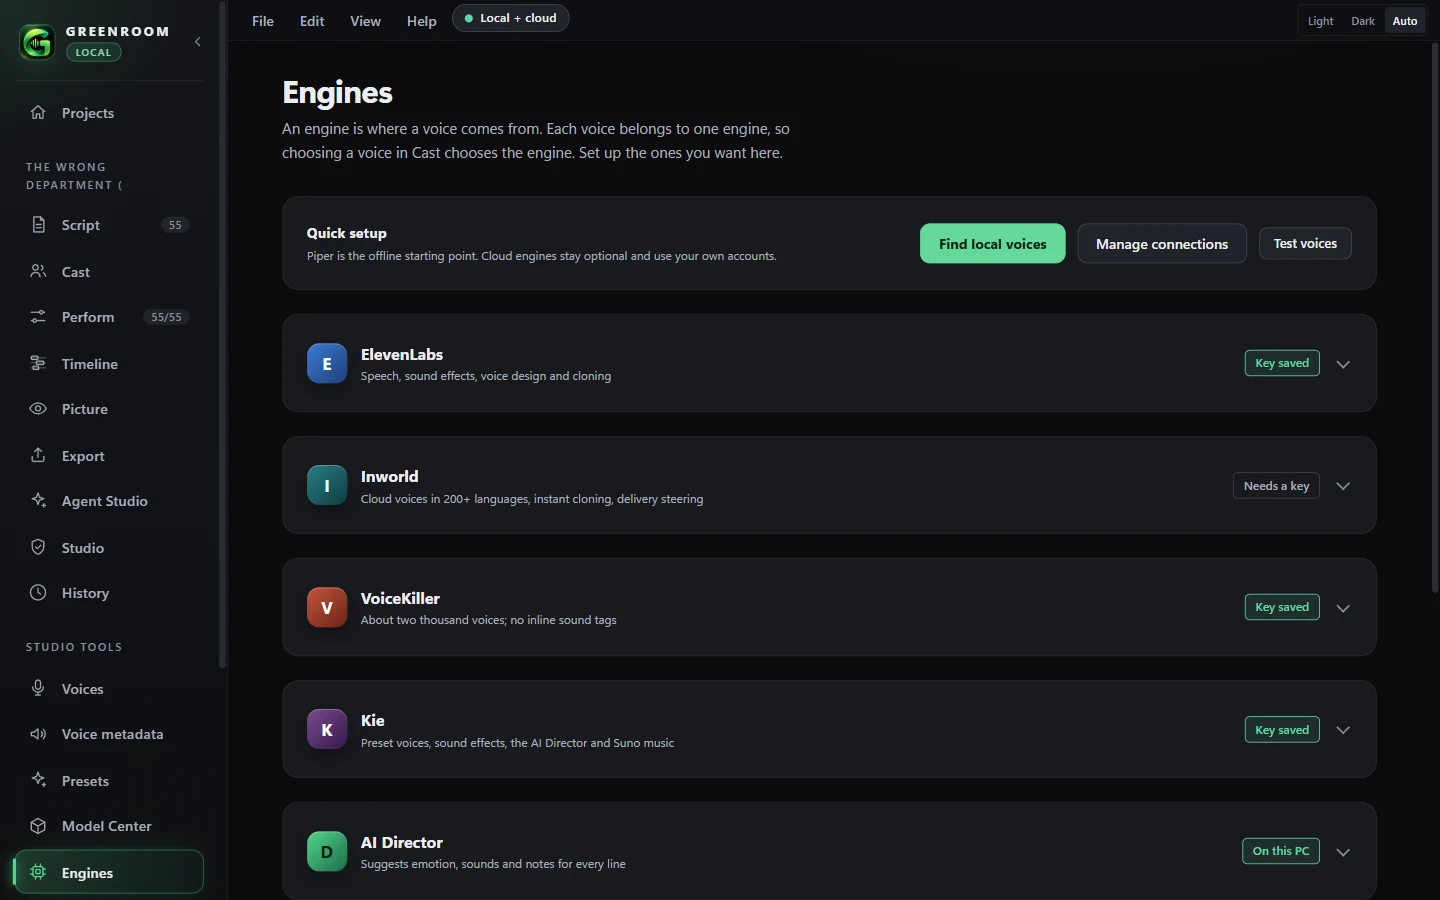 GREENROOM
LOCAL
Projects
THE WRONG
DEPARTMENT (
Script 55
Cast
Perform 55/55
Timeline
Picture
Export
Agent Studio
Studio
History
STUDIO TOOLS
Voices
Voice metadata
Presets
Model Center
Engines
File Edit View Help Local + cloud
Light Dark Auto
Engines
An engine is where a voice comes from. Each voice belongs to one engine, so
choosing a voice in Cast chooses the engine. Set up the ones you want here.
Quick setup
Piper is the offline starting point. Cloud engines stay optional and use your own accounts.
Find local voices Manage connections Test voices
E
ElevenLabs
Speech, sound effects, voice design and cloning
Key saved
I
Inworld
Cloud voices in 200+ languages, instant cloning, delivery steering
Needs a key
V
VoiceKiller
About two thousand voices; no inline sound tags
Key saved
K
Kie
Preset voices, sound effects, the AI Director and Suno music
Key saved
D
AI Director
Suggests emotion, sounds and notes for every line
On this PC